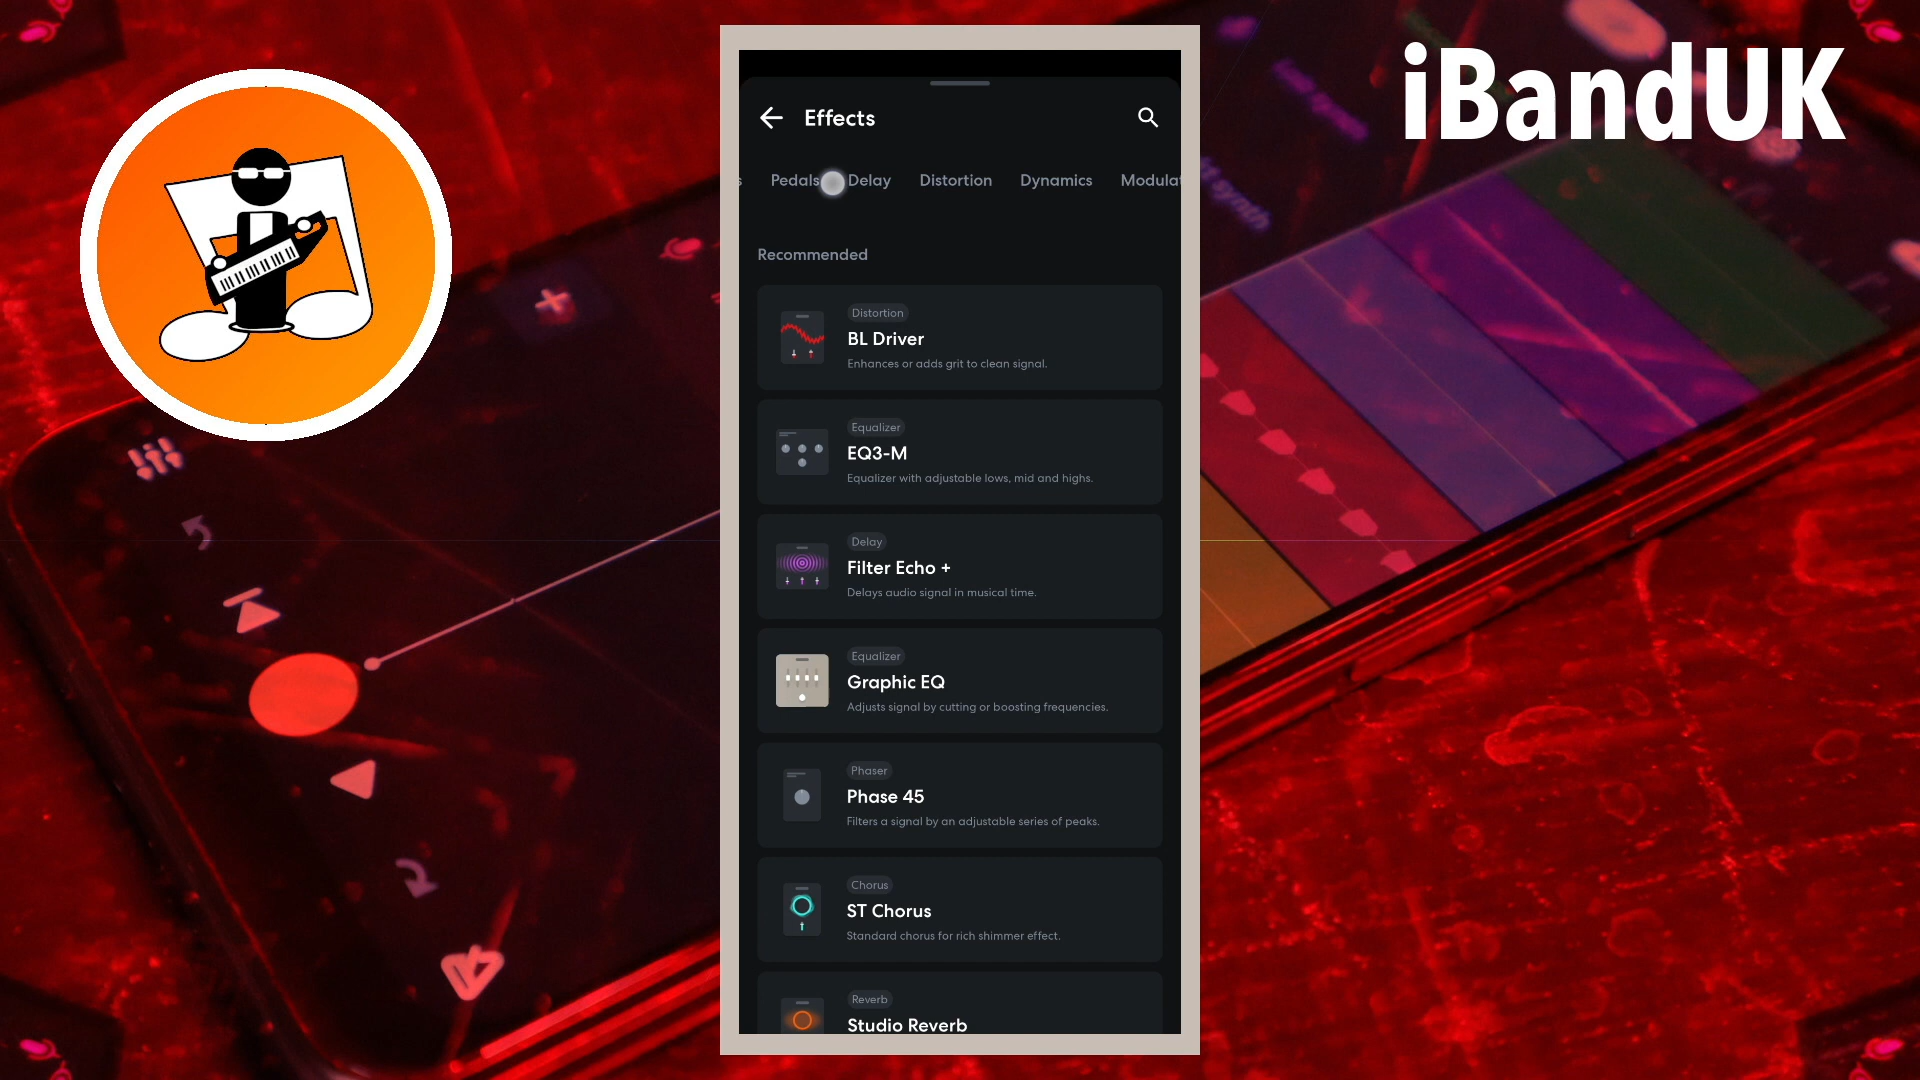 iBandUK
Effects
s Pedals Delay Distortion Dynamics Modulat
Recommended
Distortion
BL Driver
Enhances or adds grit to clean signal.
Equalizer
EQ3-M
Equalizer with adjustable lows, mid and highs.
Delay
Filter Echo +
Delays audio signal in musical time.
Equalizer
Graphic EQ
Adjusts signal by cutting or boosting frequencies.
Phaser
Phase 45
Filters a signal by an adjustable series of peaks.
Chorus
ST Chorus
Standard chorus for rich shimmer effect.
Reverb
Studio Reverb